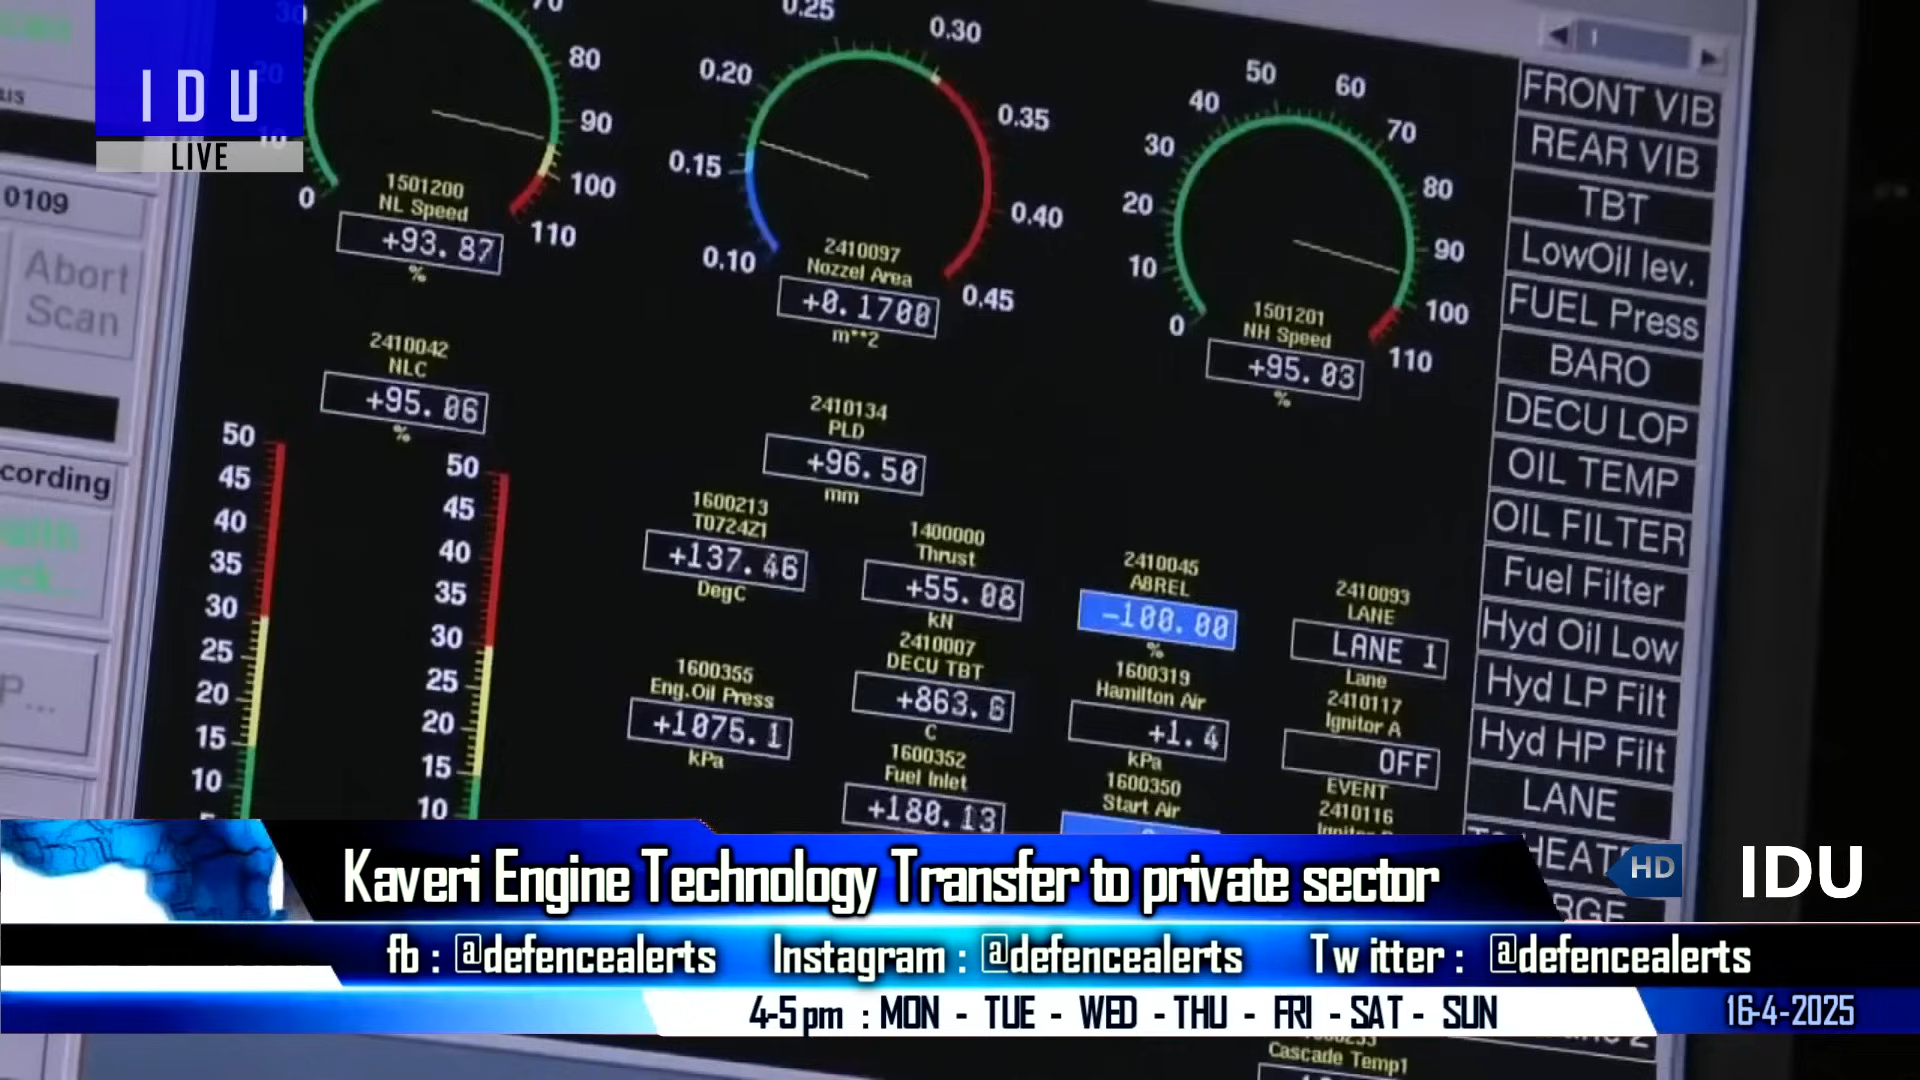 IDU
LIVE
0109
Abort
Scan
cording
70
80
90
100
110
0
1501200
NL Speed
+93.87
%
0.10
0.15
0.20
0.25
0.30
0.35
0.40
0.45
2410097
Nozzel Area
+0.1700
m**2
0
10
20
30
40
50
60
70
80
90
100
110
1501201
NH Speed
+95.03
%
2410042
NLC
+95.06
%
2410134
PLD
+96.50
mm
50
45
40
35
30
25
20
15
10
50
45
40
35
30
25
20
15
10
1600213
T0724Z1
+137.46
DegC
1400000
Thrust
+55.08
kN
2410045
A8REL
-100.00
%
2410093
LANE
LANE 1
Lane
1600355
Eng.Oil Press
+1075.1
kPa
2410007
DECU TBT
+863.6
C
1600319
Hamilton Air
+1.4
kPa
2410117
Ignitor A
OFF
EVENT
1600352
Fuel Inlet
+180.13
1600350
Start Air
2410116
FRONT VIB
REAR VIB
TBT
LowOil lev.
FUEL Press
BARO
DECU LOP
OIL TEMP
OIL FILTER
Fuel Filter
Hyd Oil Low
Hyd LP Filt
Hyd HP Filt
LANE
Cascade Temp1
Kaveri Engine Technology Transfer to private sector
HD
IDU
fb : @defencealerts Instagram : @defencealerts Twitter : @defencealerts
4-5 pm : MON - TUE - WED - THU - FRI - SAT - SUN
16-4-2025